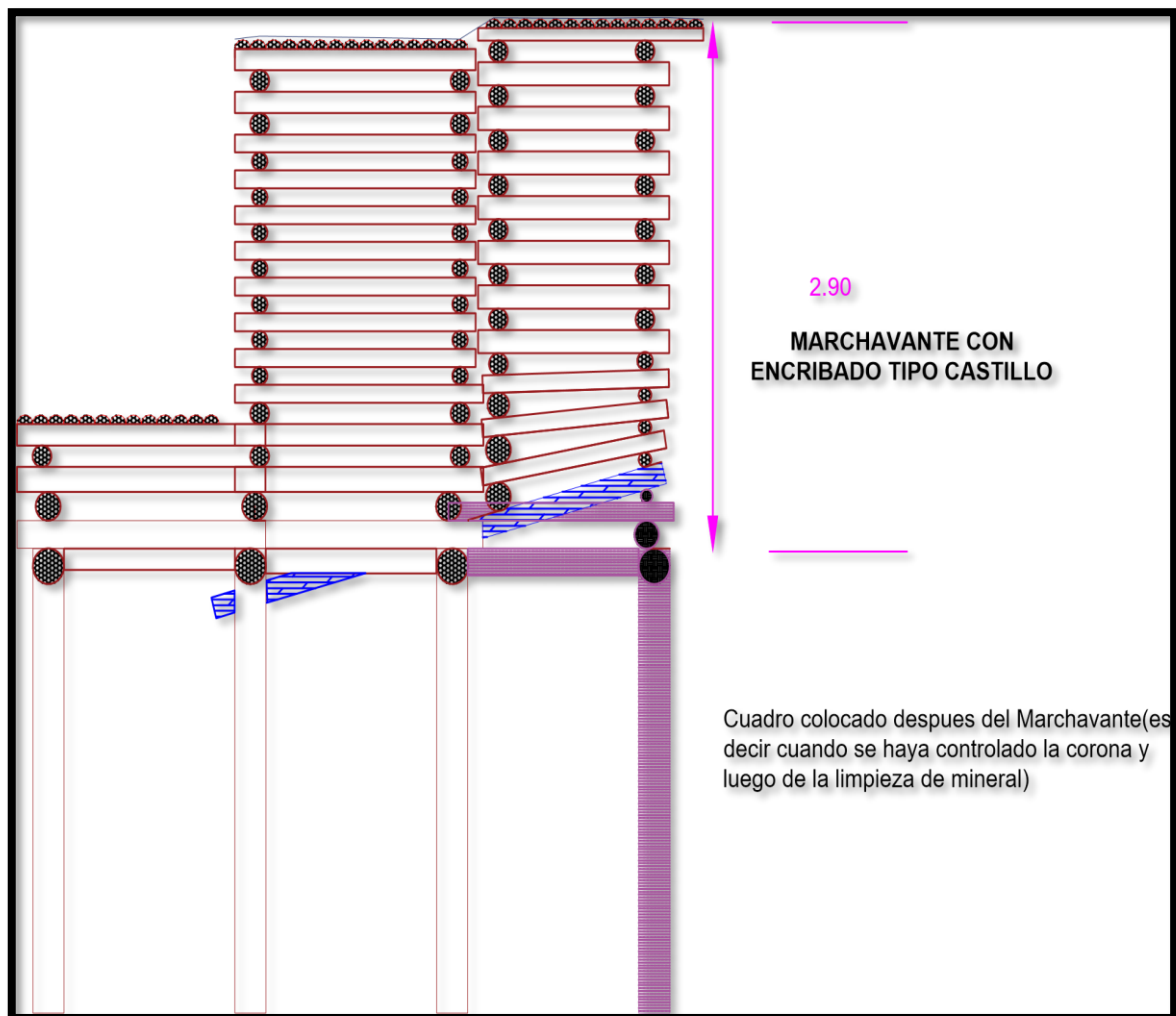 2.90
MARCHAVANTE CON
ENCRIBADO TIPO CASTILLO
Cuadro colocado despues del Marchavante(es
decir cuando se haya controlado la corona y
luego de la limpieza de mineral)